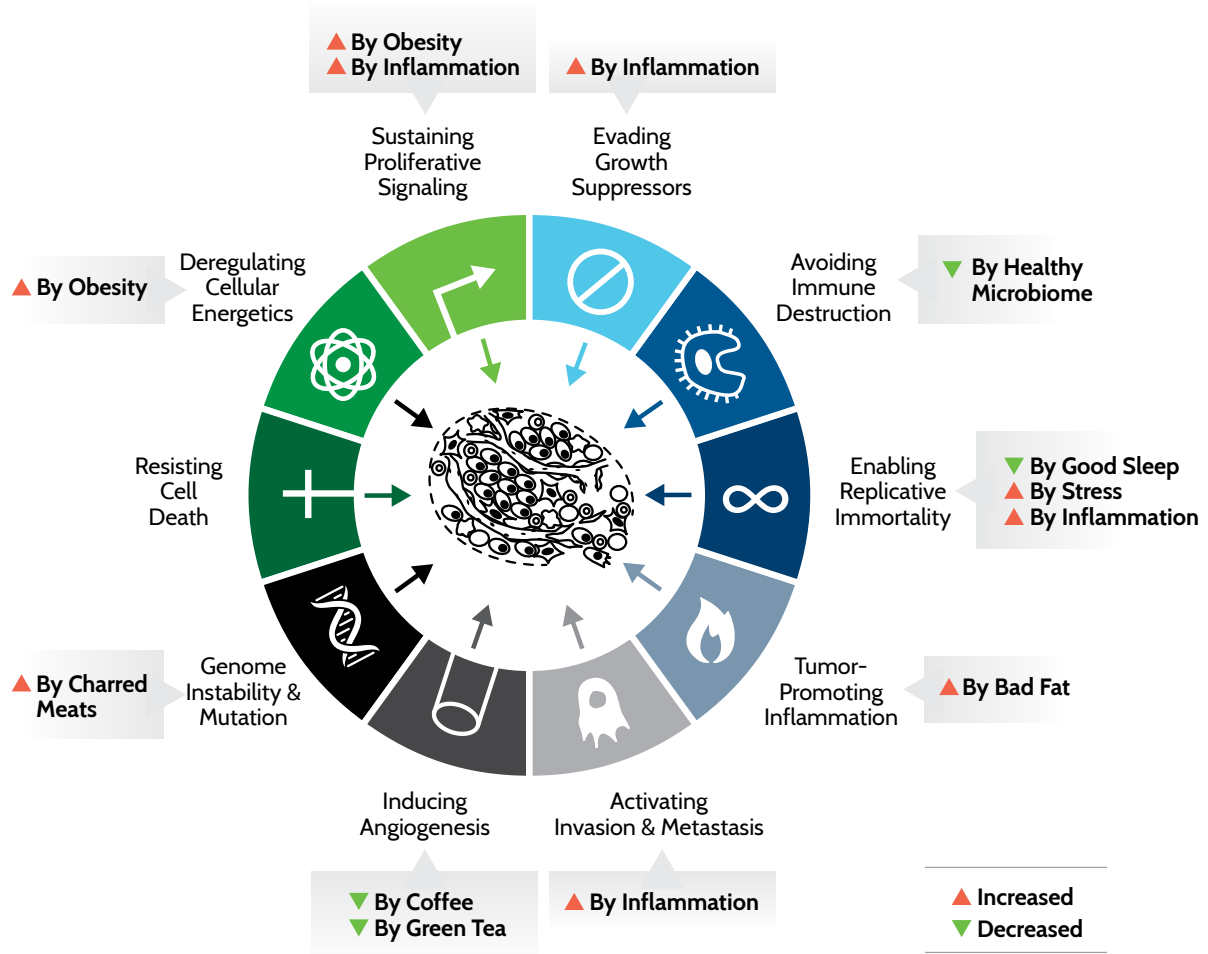 By Obesity
By Inflammation
By Inflammation
Sustaining
Proliferative
Signaling
Evading
Growth
Suppressors
Deregulating
Cellular
Energetics
By Obesity
Avoiding
Immune
Destruction
By Healthy
Microbiome
Resisting
Cell
Death
Enabling
Replicative
Immortality
By Good Sleep
By Stress
By Inflammation
Genome
Instability &
Mutation
By Charred
Meats
Tumor-
Promoting
Inflammation
By Bad Fat
Inducing
Angiogenesis
Activating
Invasion & Metastasis
By Coffee
By Green Tea
By Inflammation
Increased
Decreased